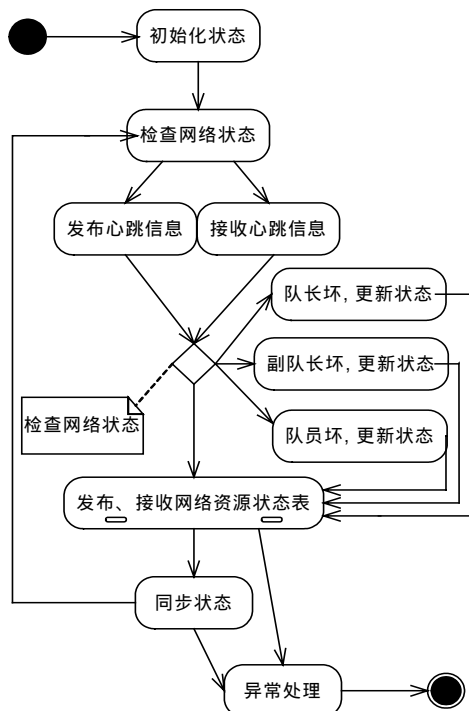 初始化状态
检查网络状态
发布心跳信息
接收心跳信息
队长坏, 更新状态
副队长坏, 更新状态
检查网络状态
队员坏, 更新状态
发布、接收网络资源状态表
同步状态
异常处理